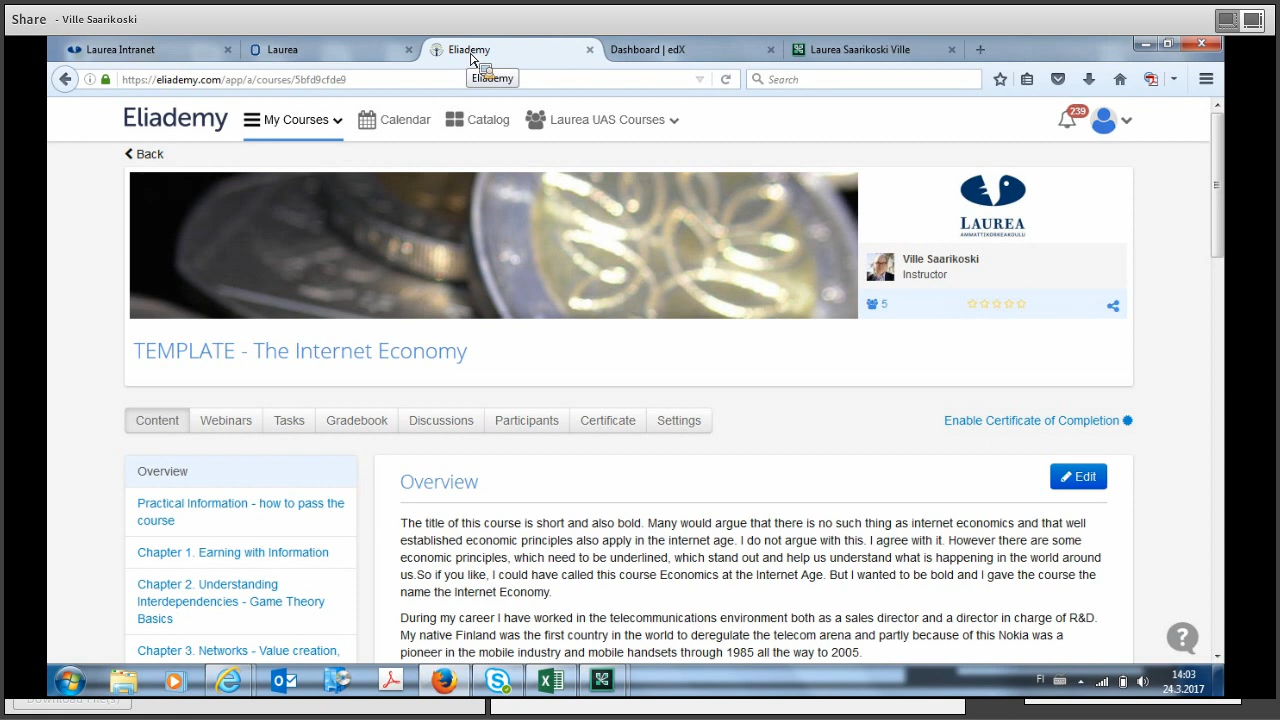 Share - Ville Saarikoski
Laurea Intranet
Laurea
Eliademy
Dashboard | edX
Laurea Saarikoski Ville
https://eliademy.com/app/a/courses/5bfd9cfde9
Eliademy
Search
Eliademy
My Courses
Calendar
Catalog
Laurea UAS Courses
239
Back
LAUREA
AMMATTIKORKEAKOULU
Ville Saarikoski
Instructor
5
TEMPLATE - The Internet Economy
Content
Webinars
Tasks
Gradebook
Discussions
Participants
Certificate
Settings
Enable Certificate of Completion
Overview
Practical Information - how to pass the
course
Chapter 1. Earning with Information
Chapter 2. Understanding
Interdependencies - Game Theory
Basics
Chapter 3. Networks - Value creation,
Overview
Edit
The title of this course is short and also bold. Many would argue that there is no such thing as internet economics and that well
established economic principles also apply in the internet age. I do not argue with this. I agree with it. However there are some
economic principles, which need to be underlined, which stand out and help us understand what is happening in the world around
us.So if you like, I could have called this course Economics at the Internet Age. But I wanted to be bold and I gave the course the
name the Internet Economy.
During my career I have worked in the telecommunications environment both as a sales director and a director in charge of R&D.
My native Finland was the first country in the world to deregulate the telecom arena and partly because of this Nokia was a
pioneer in the mobile industry and mobile handsets through 1985 all the way to 2005.
FI
14:03
24.3.2017
Download File(s)